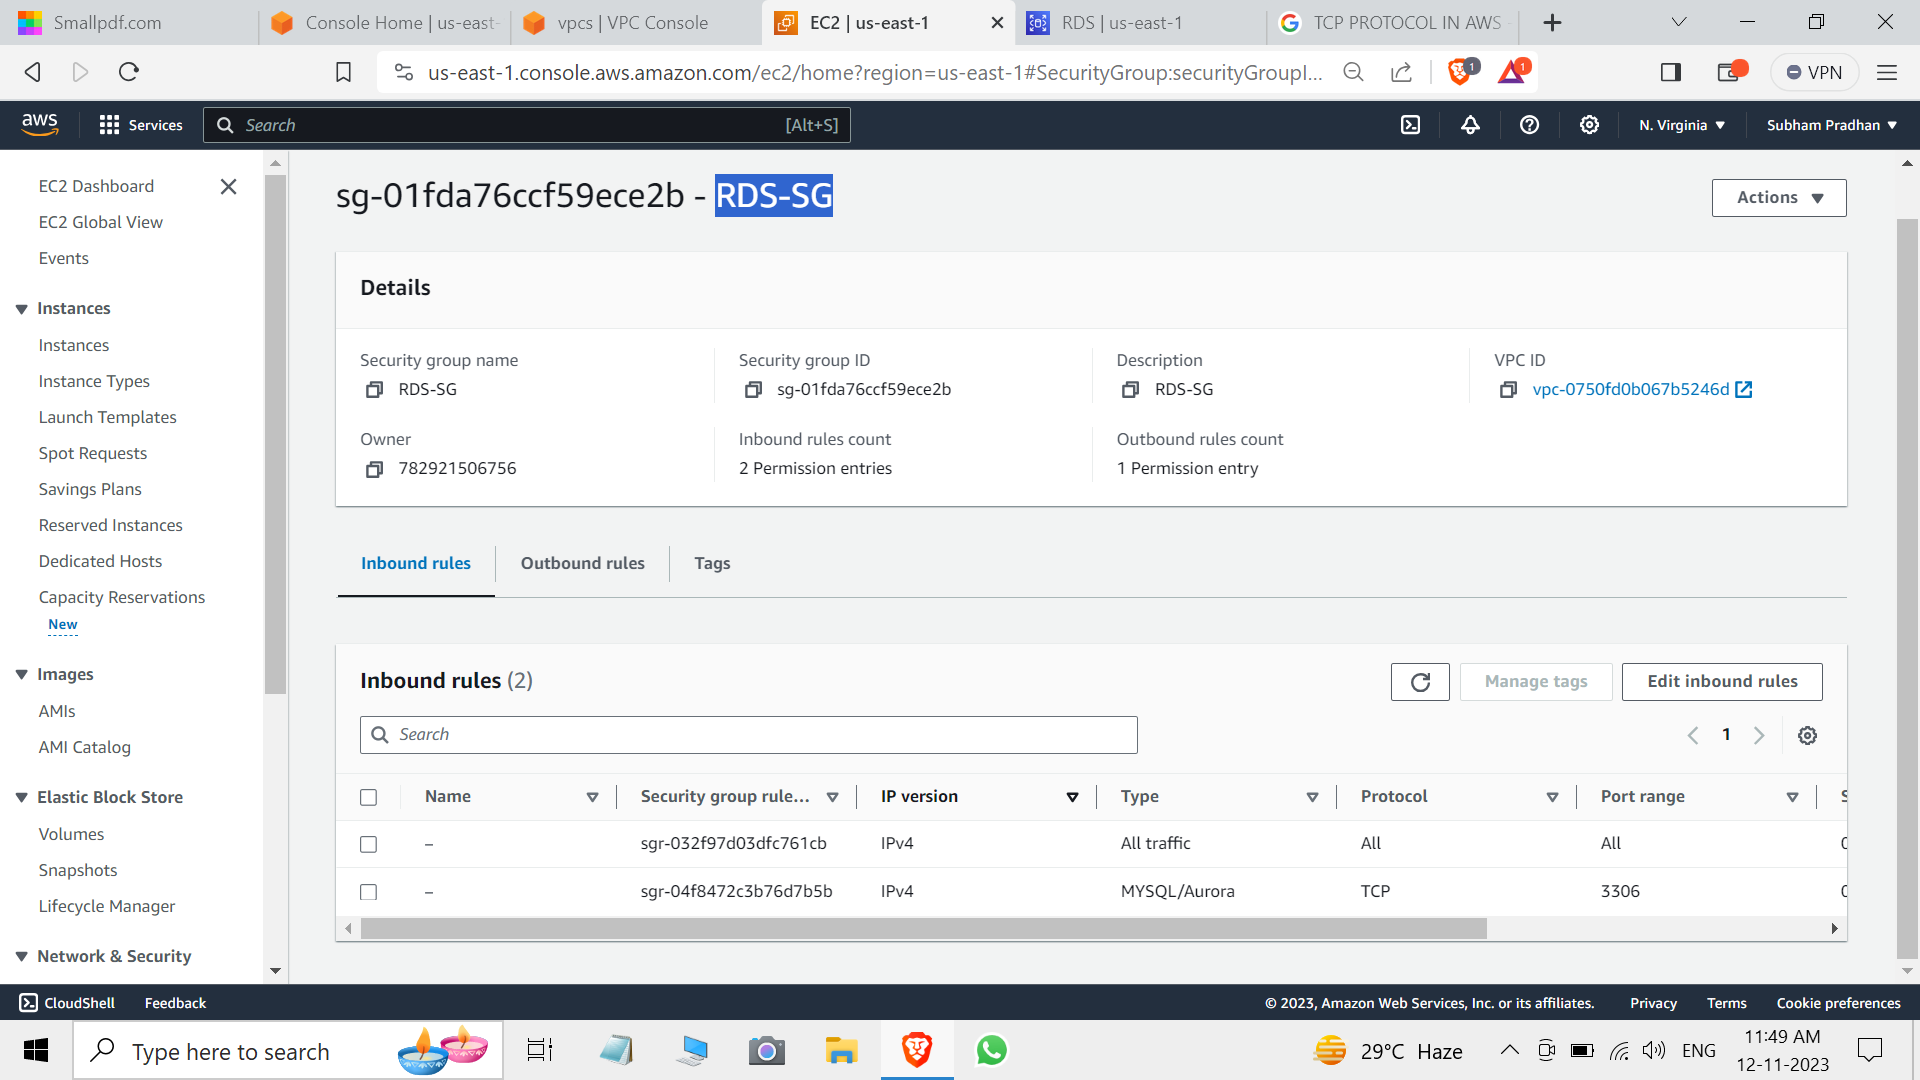 Smallpdf.com
Console Home | us-east-
vpcs | VPC Console
EC2 | us-east-1
RDS | us-east-1
TCP PROTOCOL IN AWS
us-east-1.console.aws.amazon.com/ec2/home?region=us-east-1#SecurityGroup:securityGroupI...
1
1
VPN
aws
Services
Search
[Alt+S]
N. Virginia
Subham Pradhan
EC2 Dashboard
EC2 Global View
Events
Instances
Instances
Instance Types
Launch Templates
Spot Requests
Savings Plans
Reserved Instances
Dedicated Hosts
Capacity Reservations
New
Images
AMIs
AMI Catalog
Elastic Block Store
Volumes
Snapshots
Lifecycle Manager
Network & Security
sg-01fda76ccf59ece2b - RDS-SG
Actions
Details
Security group name
RDS-SG
Security group ID
sg-01fda76ccf59ece2b
Description
RDS-SG
VPC ID
vpc-0750fd0b067b5246d
Owner
782921506756
Inbound rules count
2 Permission entries
Outbound rules count
1 Permission entry
Inbound rules
Outbound rules
Tags
Inbound rules (2)
Manage tags
Edit inbound rules
Search
1
Name Security group rule... IP version Type Protocol Port range
– sgr-032f97d03dfc761cb IPv4 All traffic All All
– sgr-04f8472c3b76d7b5b IPv4 MYSQL/Aurora TCP 3306
CloudShell
Feedback
© 2023, Amazon Web Services, Inc. or its affiliates.
Privacy
Terms
Cookie preferences
Type here to search
29°C Haze
ENG
11:49 AM
12-11-2023